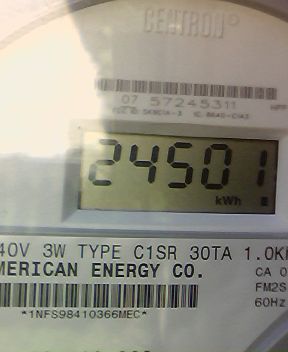 CENTRON®
07 57245311
24501
kWh
40V 3W TYPE C1SR 30TA 1.0K
MERICAN ENERGY CO.
CA 0
FM2S
60Hz
*1NFS98410366MEC*